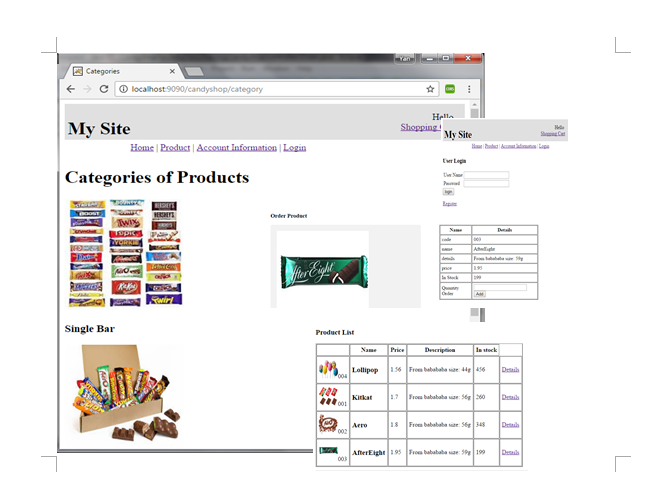 Yan
Categories
localhost:9090/candyshop/category
My Site
Hello
Shopping C
Home | Product | Account Information | Login
Categories of Products
Single Bar
My Site
Hello
Shopping Cart
Home | Product | Account Information | Login
User Login
User Name
Password
login
Register
Order Product
AfterEight
Name Details
code 003
name AfterEight
details From babababa size: 59g
price 1.95
In Stock 199
Quantity Order
Add
Product List
Name Price Description In stock
004 Lollipop 1.56 From babababa size: 44g 456 Details
001 Kitkat 1.7 From babababa size: 56g 260 Details
002 Aero 1.8 From babababa size: 56g 348 Details
003 AfterEight 1.95 From babababa size: 59g 199 Details